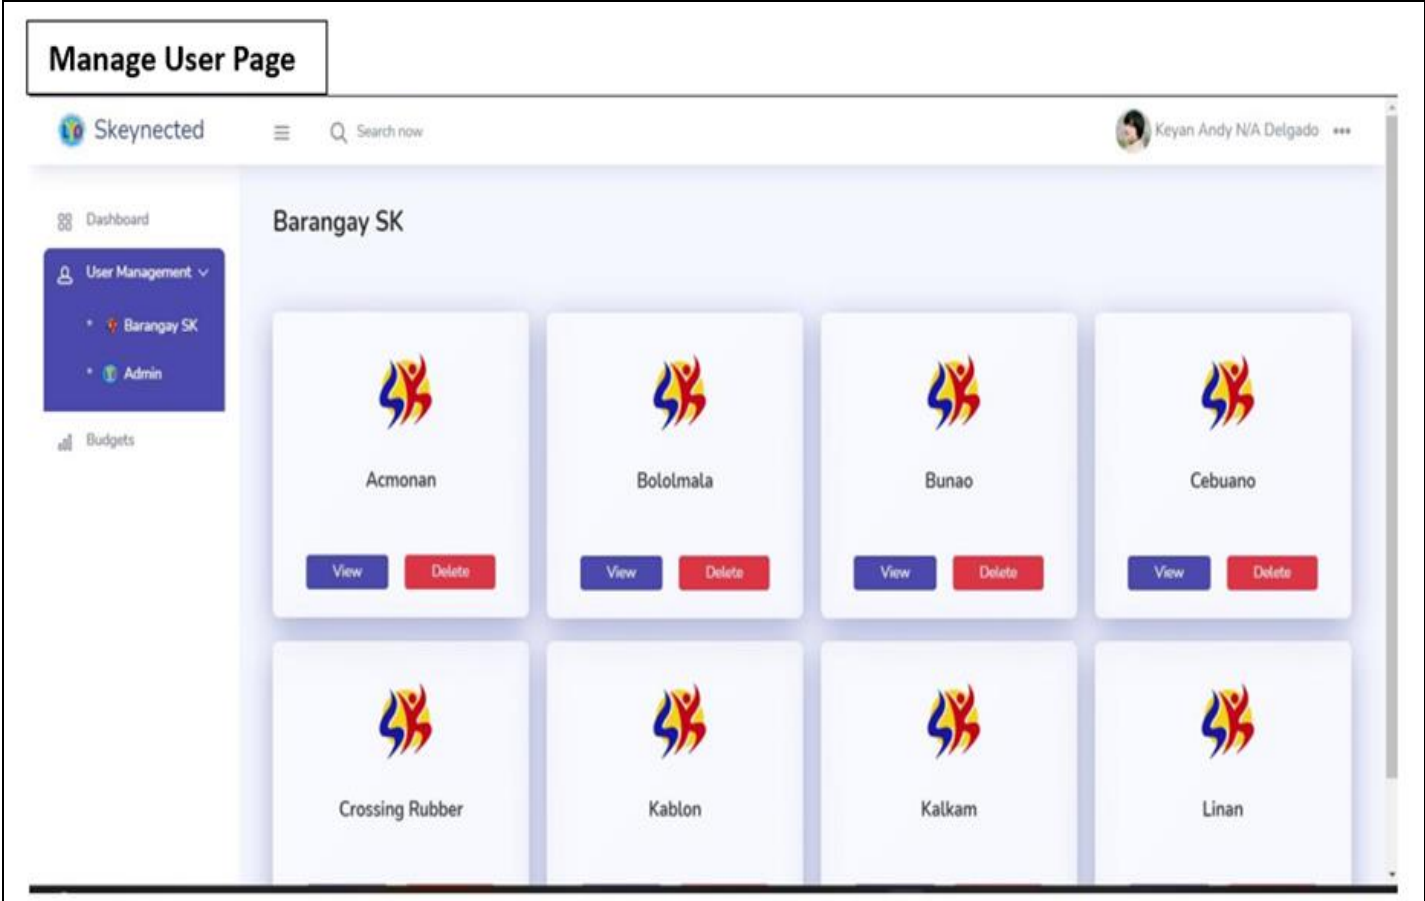 Manage User Page
Skeynected
Search now
Keyan Andy N/A Delgado
Dashboard
User Management
Barangay SK
Admin
Budgets
Barangay SK
Acmonan
Bololmala
Bunao
Cebuano
View Delete View Delete View Delete View Delete
Crossing Rubber
Kablon
Kalkam
Linan